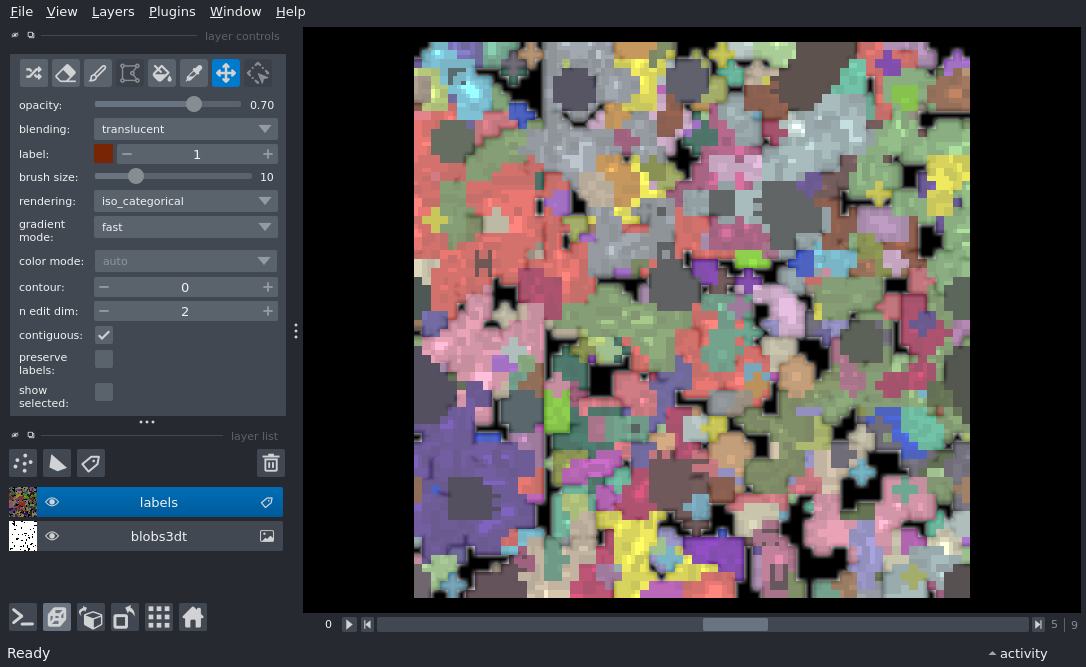 File View Layers Plugins Window Help
layer controls
opacity: 0.70
blending: translucent
label: 1
brush size: 10
rendering: iso_categorical
gradient
mode: fast
color mode: auto
contour: 0
n edit dim: 2
contiguous:
preserve
labels:
show
selected:
layer list
labels
blobs3dt
0 5 | 9
Ready activity